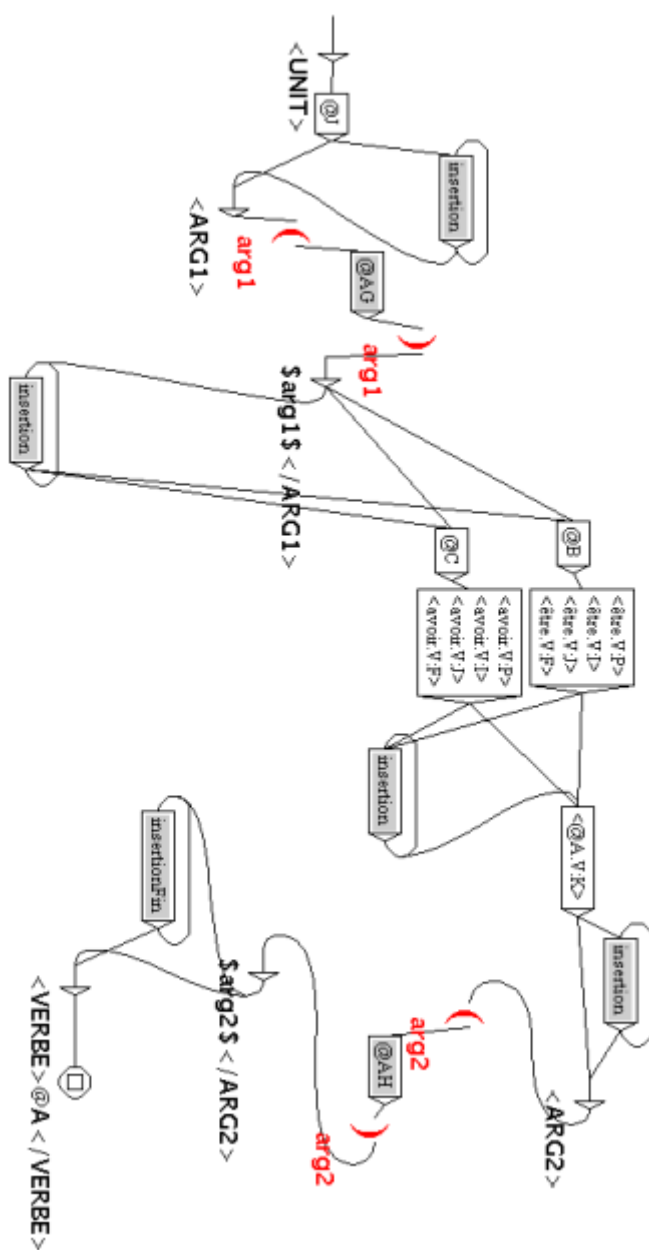 <UNIT>
@J
insertion
<ARG1>
(
arg1
@AG
)
arg1
$arg1$</ARG1>
insertion
@B
<être.V:P>
<être.V:I>
<être.V:J>
<être.V:F>
@C
<avoir.V:P>
<avoir.V:I>
<avoir.V:J>
<avoir.V:F>
insertion
<@A.V:K>
insertion
<ARG2>
(
arg2
@AH
)
arg2
$arg2$</ARG2>
insertionFin
<VERBE>@A</VERBE>